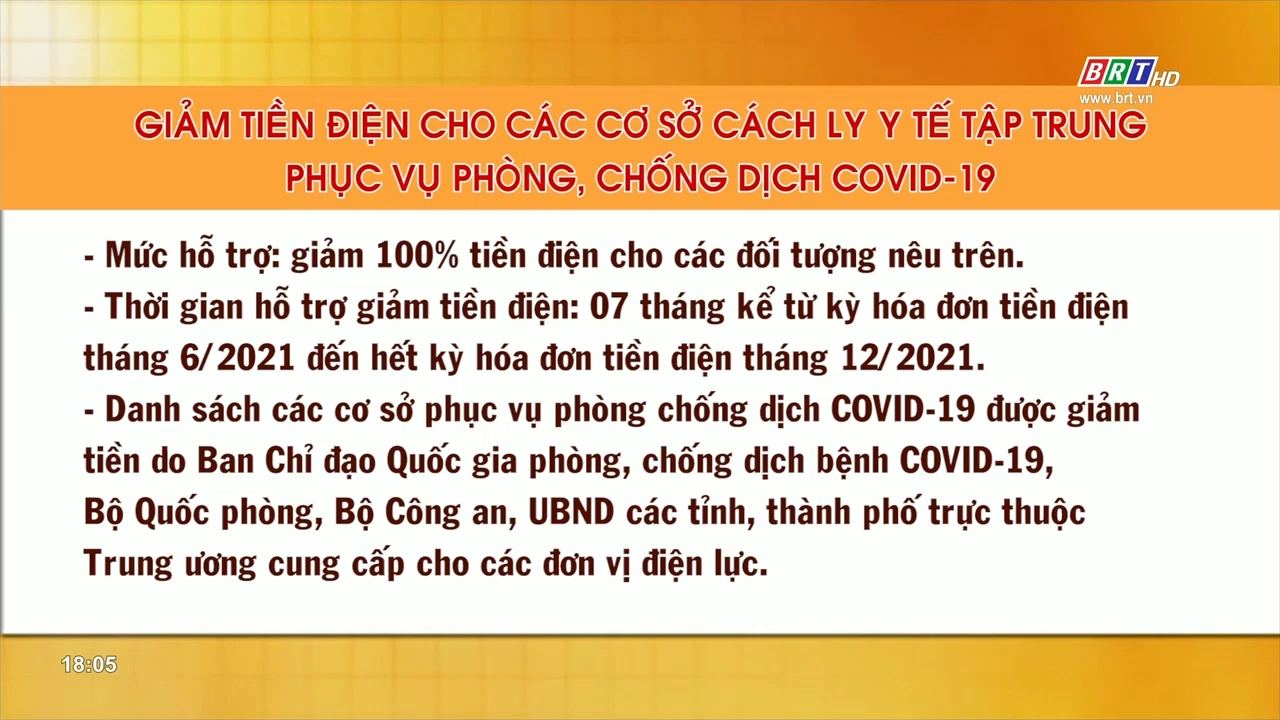 BRT HD
www.brt.vn
GIẢM TIỀN ĐIỆN CHO CÁC CƠ SỞ CÁCH LY Y TẾ TẬP TRUNG
PHỤC VỤ PHÒNG, CHỐNG DỊCH COVID-19
- Mức hỗ trợ: giảm 100% tiền điện cho các đối tượng nêu trên.
- Thời gian hỗ trợ giảm tiền điện: 07 tháng kể từ kỳ hóa đơn tiền điện
tháng 6/2021 đến hết kỳ hóa đơn tiền điện tháng 12/2021.
- Danh sách các cơ sở phục vụ phòng chống dịch COVID-19 được giảm
tiền do Ban Chỉ đạo Quốc gia phòng, chống dịch bệnh COVID-19,
Bộ Quốc phòng, Bộ Công an, UBND các tỉnh, thành phố trực thuộc
Trung ương cung cấp cho các đơn vị điện lực.
18:05